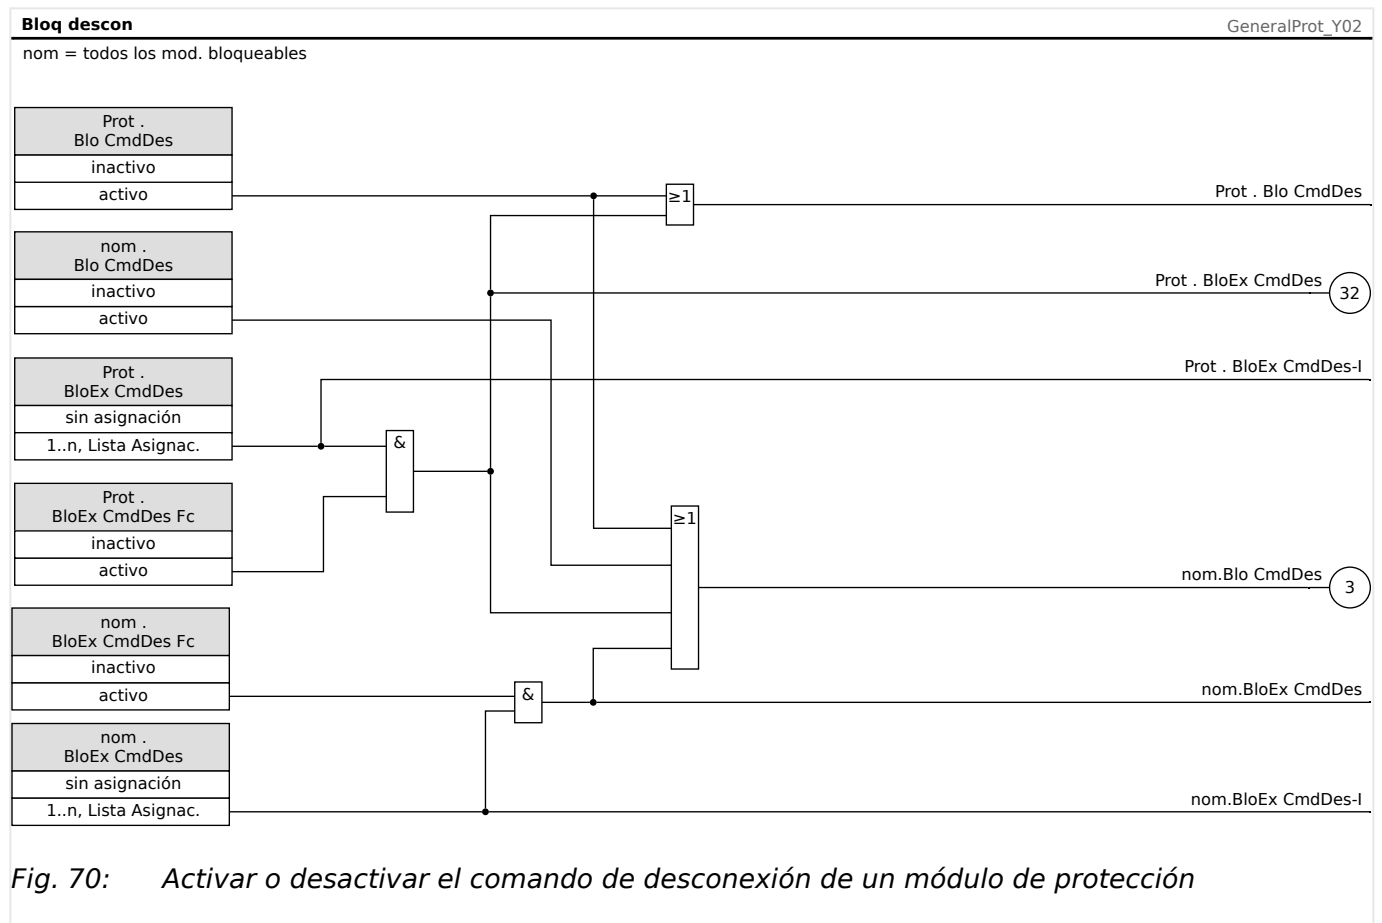 Bloq descon
GeneralProt_Y02
nom = todos los mod. bloqueables
Prot .
Blo CmdDes
inactivo
activo
≥1
Prot . Blo CmdDes
nom .
Blo CmdDes
inactivo
activo
Prot . BloEx CmdDes
32
Prot .
BloEx CmdDes
sin asignación
1..n, Lista Asignac.
Prot . BloEx CmdDes-I
&
Prot .
BloEx CmdDes Fc
inactivo
activo
≥1
nom.Blo CmdDes
3
nom .
BloEx CmdDes Fc
inactivo
activo
&
nom.BloEx CmdDes
nom .
BloEx CmdDes
sin asignación
1..n, Lista Asignac.
nom.BloEx CmdDes-I
Fig. 70: Activar o desactivar el comando de desconexión de un módulo de protección